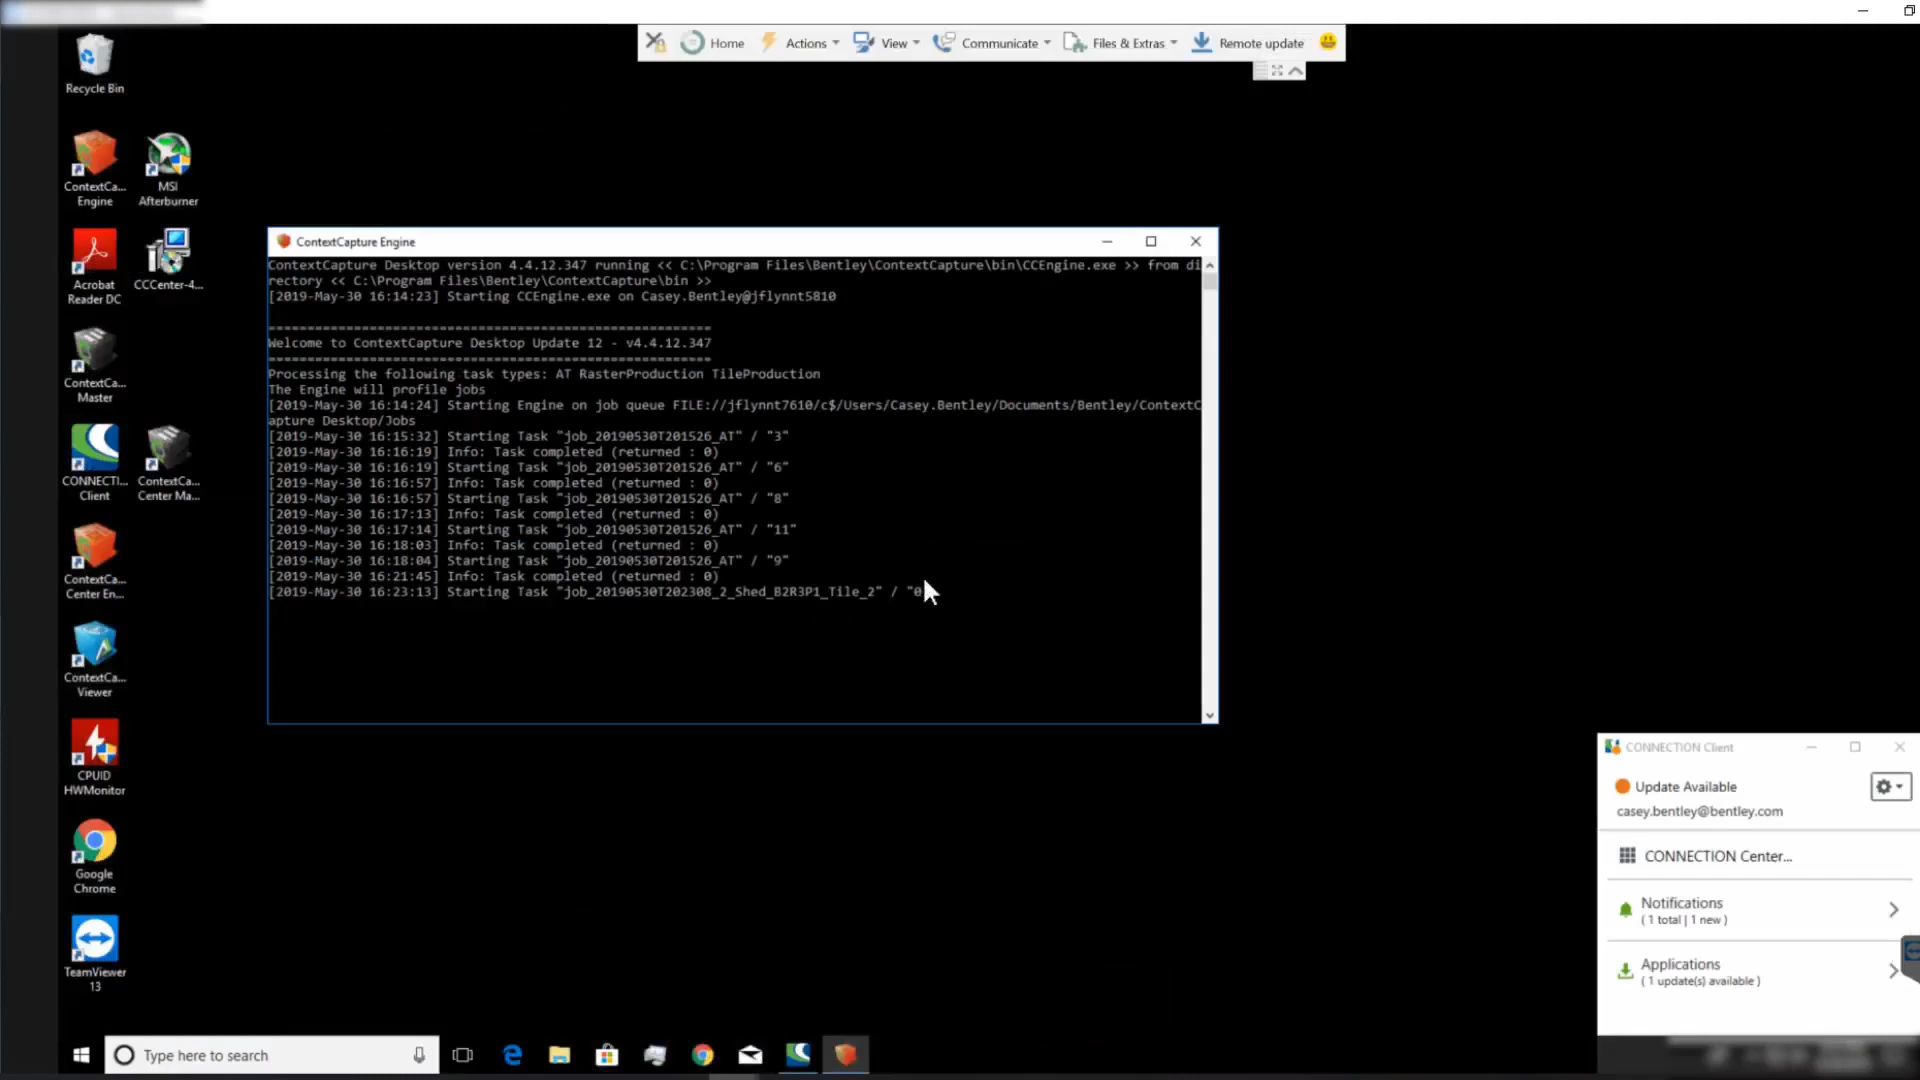 Home
Actions
View
Communicate
Files & Extras
Remote update
Recycle Bin
ContextCa...
Engine
MSI
Afterburner
Acrobat
Reader DC
CCCenter-4...
ContextCa...
Master
CONNECTI...
Client
ContextCa...
Center Ma...
ContextCa...
Center En...
ContextCa...
Viewer
CPUID
HWMonitor
Google
Chrome
TeamViewer
13
ContextCapture Engine
ContextCapture Desktop version 4.4.12.347 running << C:\Program Files\Bentley\ContextCapture\bin\CCEngine.exe >> from di
rectory << C:\Program Files\Bentley\ContextCapture\bin >>
[2019-May-30 16:14:23] Starting CCEngine.exe on Casey.Bentley@jflynnt5810
=========================================================
Welcome to ContextCapture Desktop Update 12 - v4.4.12.347
=========================================================
Processing the following task types: AT RasterProduction TileProduction
The Engine will profile jobs
[2019-May-30 16:14:24] Starting Engine on job queue FILE://jflynnt7610/c$/Users/Casey.Bentley/Documents/Bentley/ContextC
apture Desktop/Jobs
[2019-May-30 16:15:32] Starting Task "job_20190530T201526_AT" / "3"
[2019-May-30 16:16:19] Info: Task completed (returned : 0)
[2019-May-30 16:16:19] Starting Task "job_20190530T201526_AT" / "6"
[2019-May-30 16:16:57] Info: Task completed (returned : 0)
[2019-May-30 16:16:57] Starting Task "job_20190530T201526_AT" / "8"
[2019-May-30 16:17:13] Info: Task completed (returned : 0)
[2019-May-30 16:17:14] Starting Task "job_20190530T201526_AT" / "11"
[2019-May-30 16:18:03] Info: Task completed (returned : 0)
[2019-May-30 16:18:04] Starting Task "job_20190530T201526_AT" / "9"
[2019-May-30 16:21:45] Info: Task completed (returned : 0)
[2019-May-30 16:23:13] Starting Task "job_20190530T202308_2_Shed_B2R3P1_Tile_2" / "0
CONNECTION Client
Update Available
casey.bentley@bentley.com
CONNECTION Center...
Notifications
( 1 total | 1 new )
Applications
( 1 update(s) available )
Type here to search